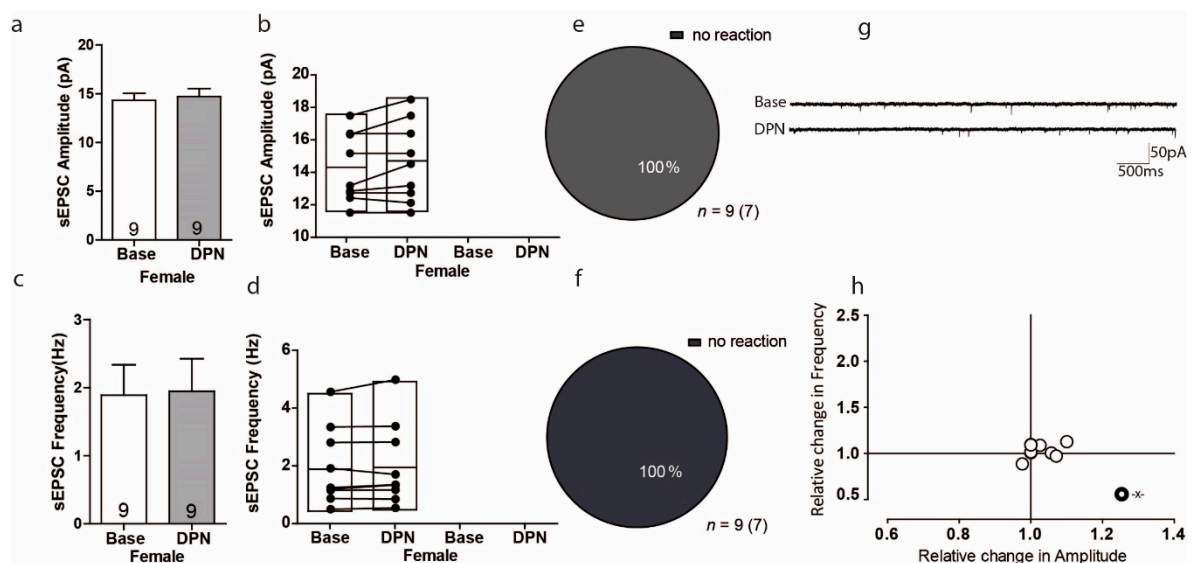 a
sEPSC Amplitude (pA)
20
15
10
5
0
9
9
Base
DPN
Female
b
sEPSC Amplitude (pA)
20
18
16
14
12
10
Base
DPN
Base
DPN
Female
e
no reaction
100%
n = 9 (7)
g
Base
DPN
50pA
500ms
c
sEPSC Frequency(Hz)
3
2
1
0
9
9
Base
DPN
Female
d
sEPSC Frequency (Hz)
6
4
2
0
Base
DPN
Base
DPN
Female
f
no reaction
100%
n = 9 (7)
h
Relative change in Frequency
2.5
2.0
1.5
1.0
0.5
-x-
0.6
0.8
1.0
1.2
1.4
Relative change in Amplitude